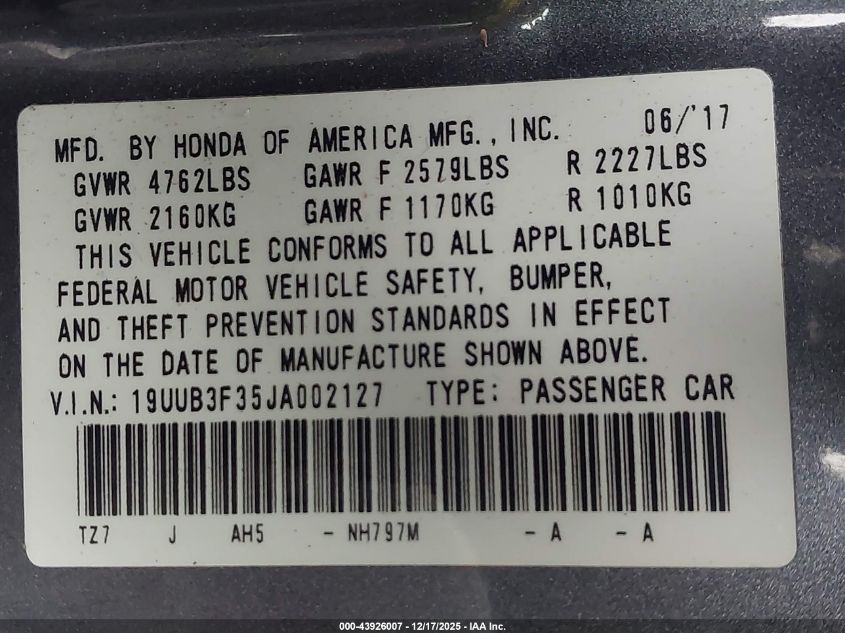 MFD. BY HONDA OF AMERICA MFG., INC. 06/'17
GVWR 4762LBS GAWR F 2579LBS R 2227LBS
GVWR 2160KG GAWR F 1170KG R 1010KG
THIS VEHICLE CONFORMS TO ALL APPLICABLE
FEDERAL MOTOR VEHICLE SAFETY, BUMPER,
AND THEFT PREVENTION STANDARDS IN EFFECT
ON THE DATE OF MANUFACTURE SHOWN ABOVE.
V.I.N.: 19UUB3F35JA002127 TYPE: PASSENGER CAR
TZ7 J AH5 - NH797M - A - A
000-43926007 - 12/17/2025 - IAA Inc.